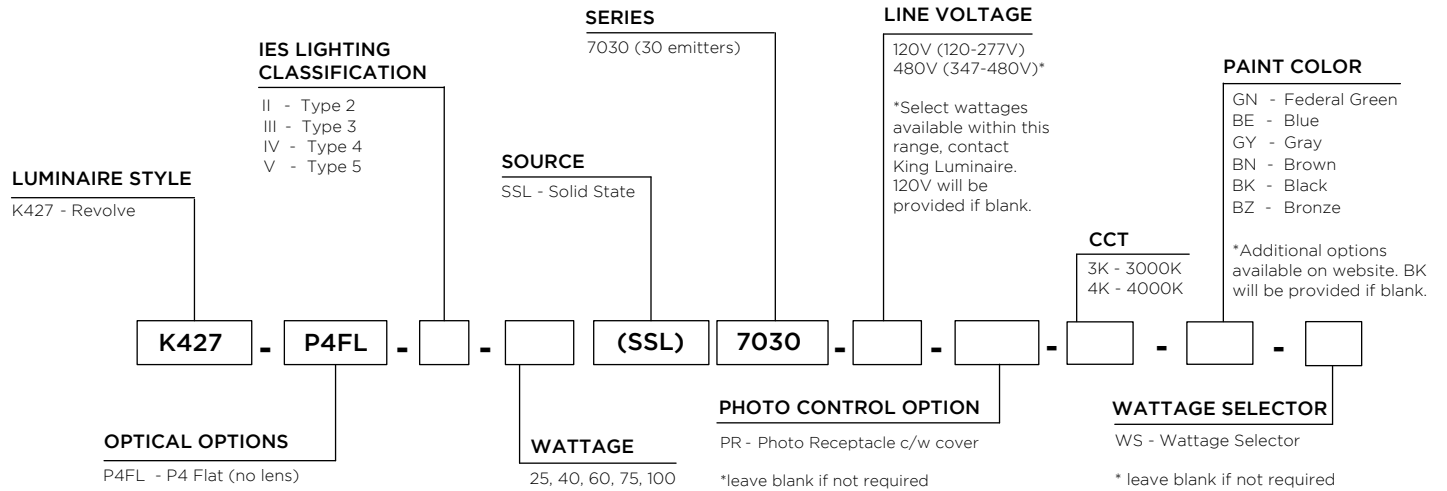 LUMINAIRE STYLE
K427 - Revolve
IES LIGHTING
CLASSIFICATION
II - Type 2
III - Type 3
IV - Type 4
V - Type 5
SOURCE
SSL - Solid State
SERIES
7030 (30 emitters)
LINE VOLTAGE
120V (120-277V)
480V (347-480V)*
*Select wattages
available within this
range, contact
King Luminaire.
120V will be
provided if blank.
CCT
3K - 3000K
4K - 4000K
PAINT COLOR
GN - Federal Green
BE - Blue
GY - Gray
BN - Brown
BK - Black
BZ - Bronze
*Additional options
available on website. BK
will be provided if blank.
K427 - P4FL - - (SSL) 7030 - - - - -
OPTICAL OPTIONS
P4FL - P4 Flat (no lens)
WATTAGE
25, 40, 60, 75, 100
PHOTO CONTROL OPTION
PR - Photo Receptacle c/w cover
*leave blank if not required
WATTAGE SELECTOR
WS - Wattage Selector
* leave blank if not required